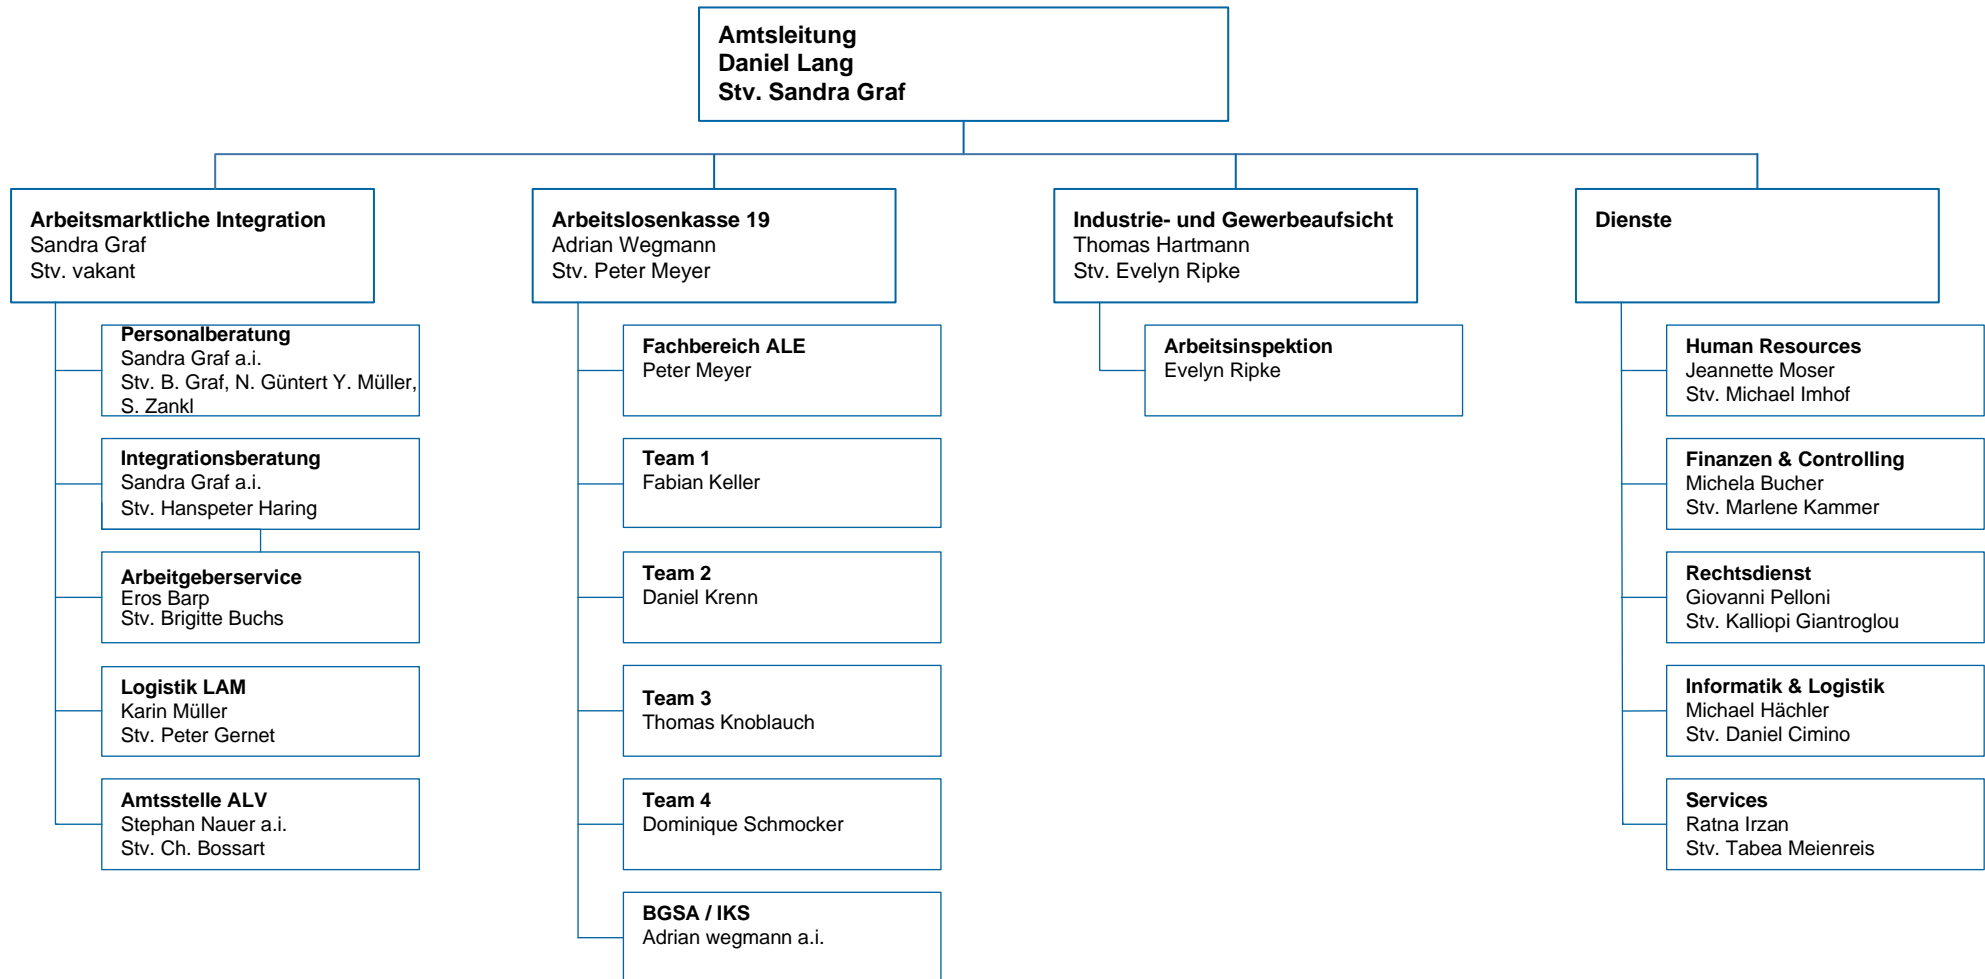 Amtsleitung
Daniel Lang
Stv. Sandra Graf
Arbeitsmarktliche Integration
Sandra Graf
Stv. vakant
Personalberatung
Sandra Graf a.i.
Stv. B. Graf, N. Güntert Y. Müller,
S. Zankl
Integrationsberatung
Sandra Graf a.i.
Stv. Hanspeter Haring
Arbeitgeberservice
Eros Barp
Stv. Brigitte Buchs
Logistik LAM
Karin Müller
Stv. Peter Gernet
Amtsstelle ALV
Stephan Nauer a.i.
Stv. Ch. Bossart
Arbeitslosenkasse 19
Adrian Wegmann
Stv. Peter Meyer
Fachbereich ALE
Peter Meyer
Team 1
Fabian Keller
Team 2
Daniel Krenn
Team 3
Thomas Knoblauch
Team 4
Dominique Schmocker
BGSA / IKS
Adrian wegmann a.i.
Industrie- und Gewerbeaufsicht
Thomas Hartmann
Stv. Evelyn Ripke
Arbeitsinspektion
Evelyn Ripke
Dienste
Human Resources
Jeannette Moser
Stv. Michael Imhof
Finanzen & Controlling
Michela Bucher
Stv. Marlene Kammer
Rechtsdienst
Giovanni Pelloni
Stv. Kalliopi Giantroglou
Informatik & Logistik
Michael Hächler
Stv. Daniel Cimino
Services
Ratna Irzan
Stv. Tabea Meienreis